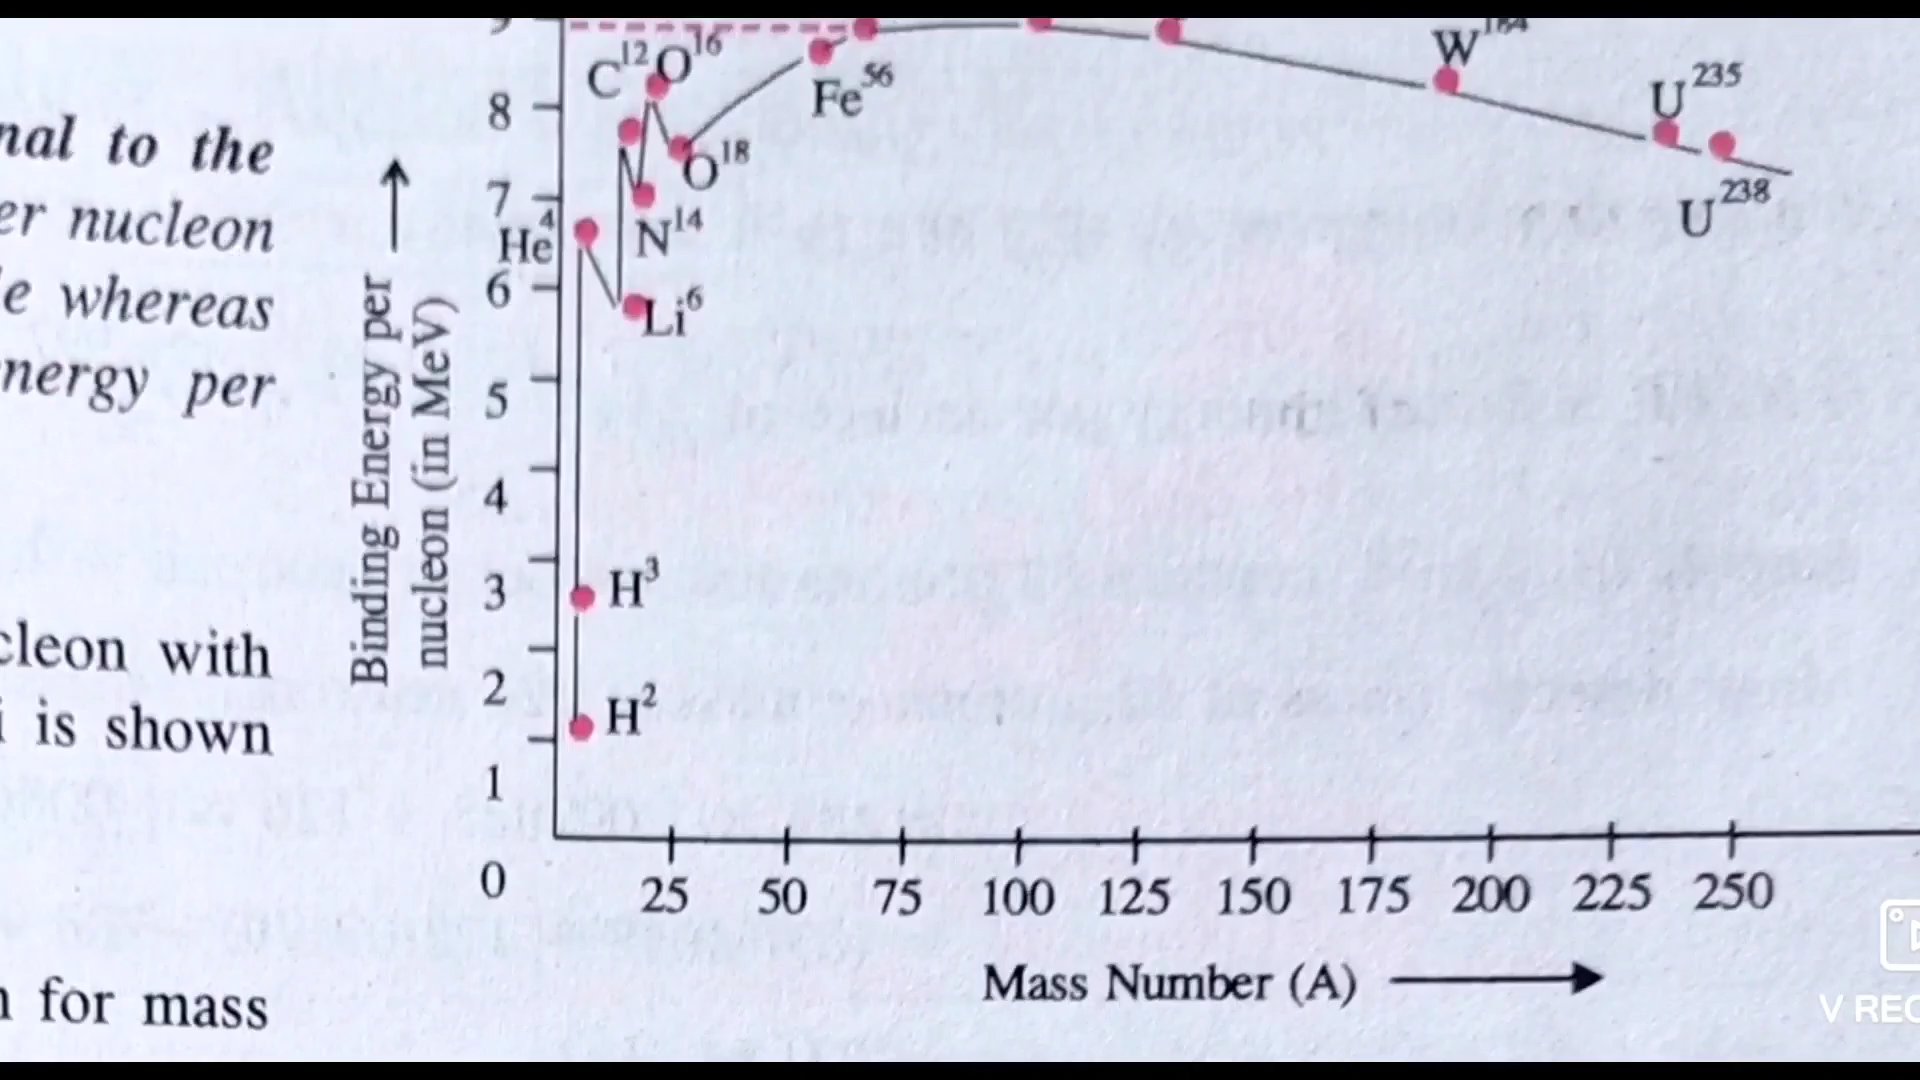 nal to the
er nucleon
le whereas
nergy per
cleon with
i is shown
n for mass
Binding Energy per
nucleon (in MeV)
9
8
7
6
5
4
3
2
1
0
C¹² O¹⁶
Fe⁵⁶
W¹⁸⁴
U²³⁵
O¹⁸
U²³⁸
He⁴
N¹⁴
Li⁶
H³
H²
25 50 75 100 125 150 175 200 225 250
Mass Number (A)
V REC